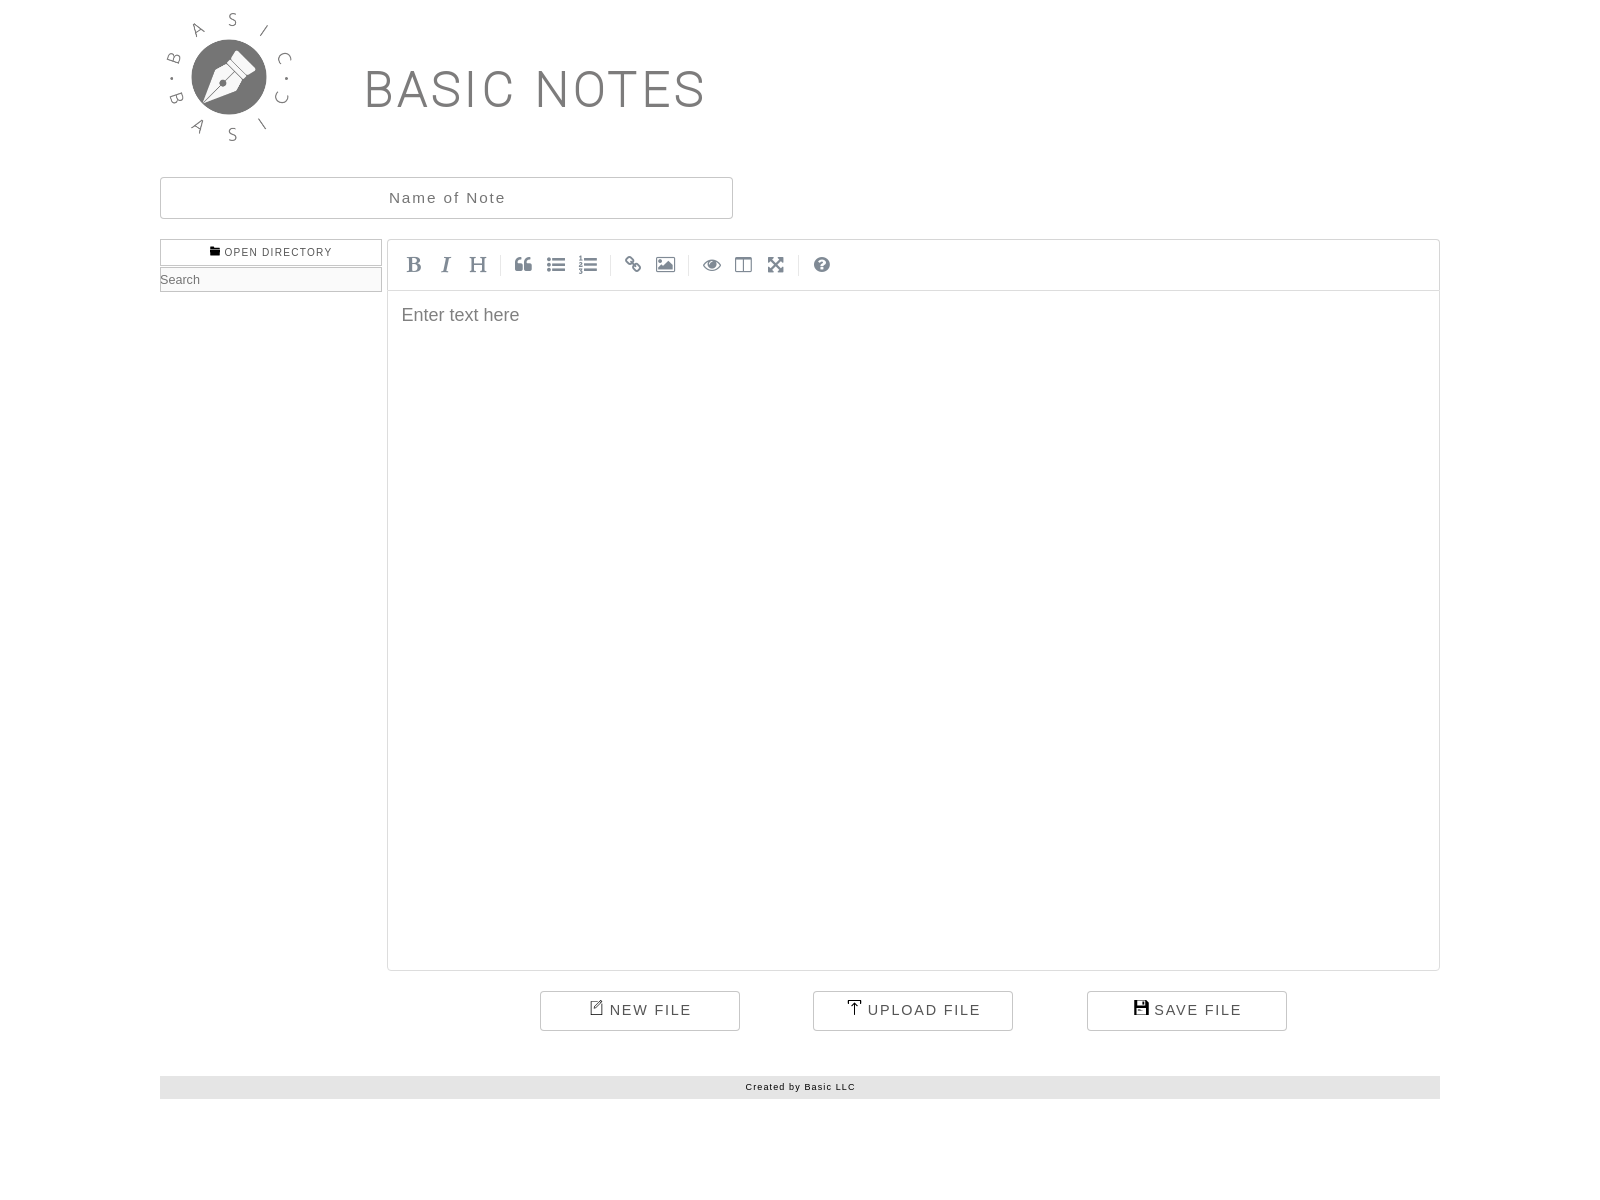 BASIC · BASIC ·
BASIC NOTES
Name of Note
OPEN DIRECTORY
Search
B I H
Enter text here
NEW FILE
UPLOAD FILE
SAVE FILE
Created by Basic LLC